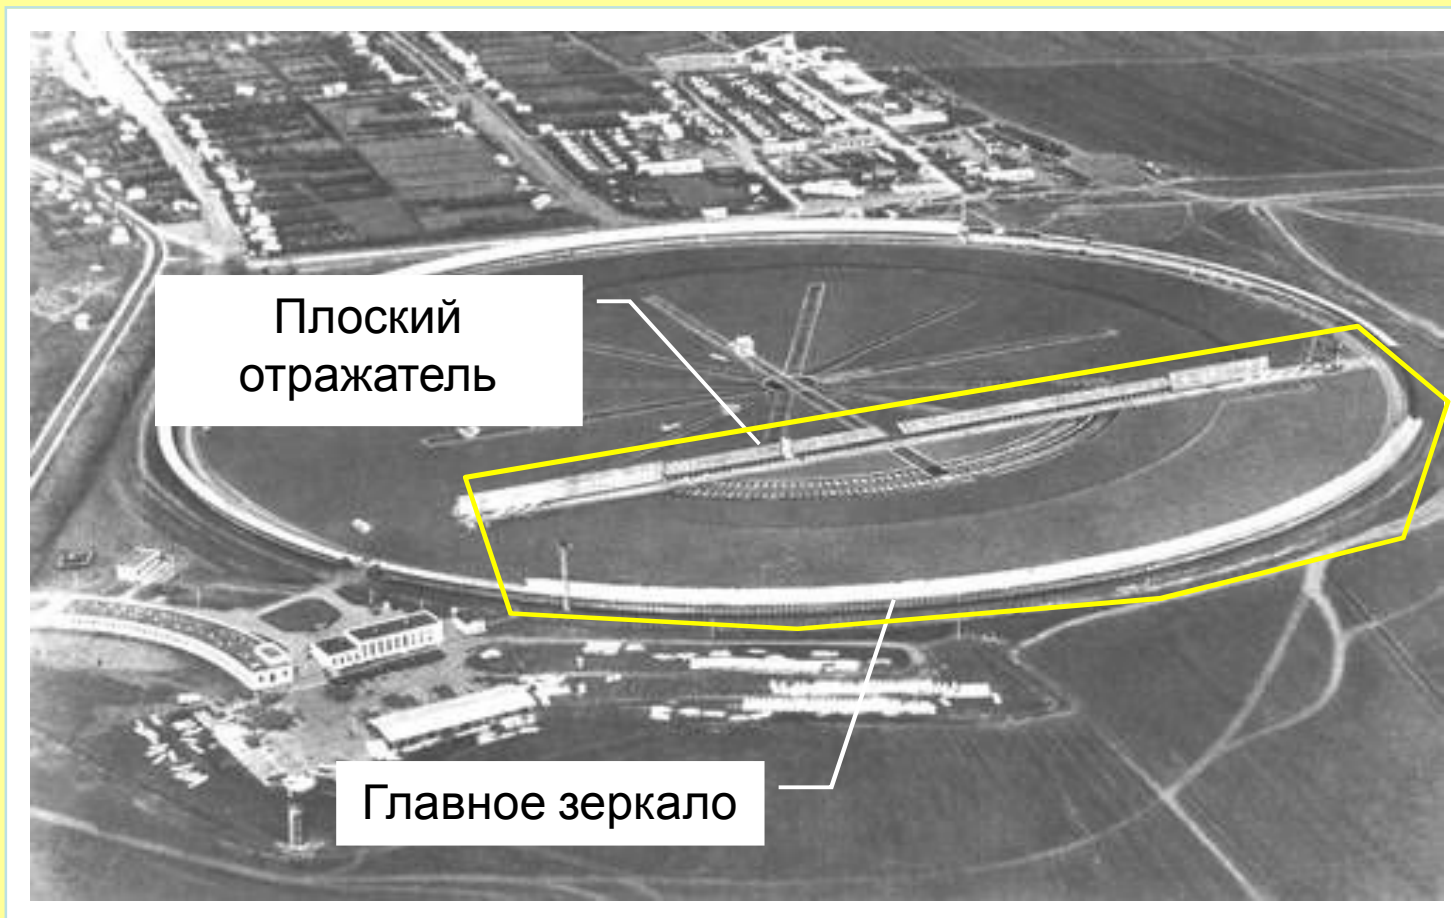 Плоский
отражатель
Главное зеркало